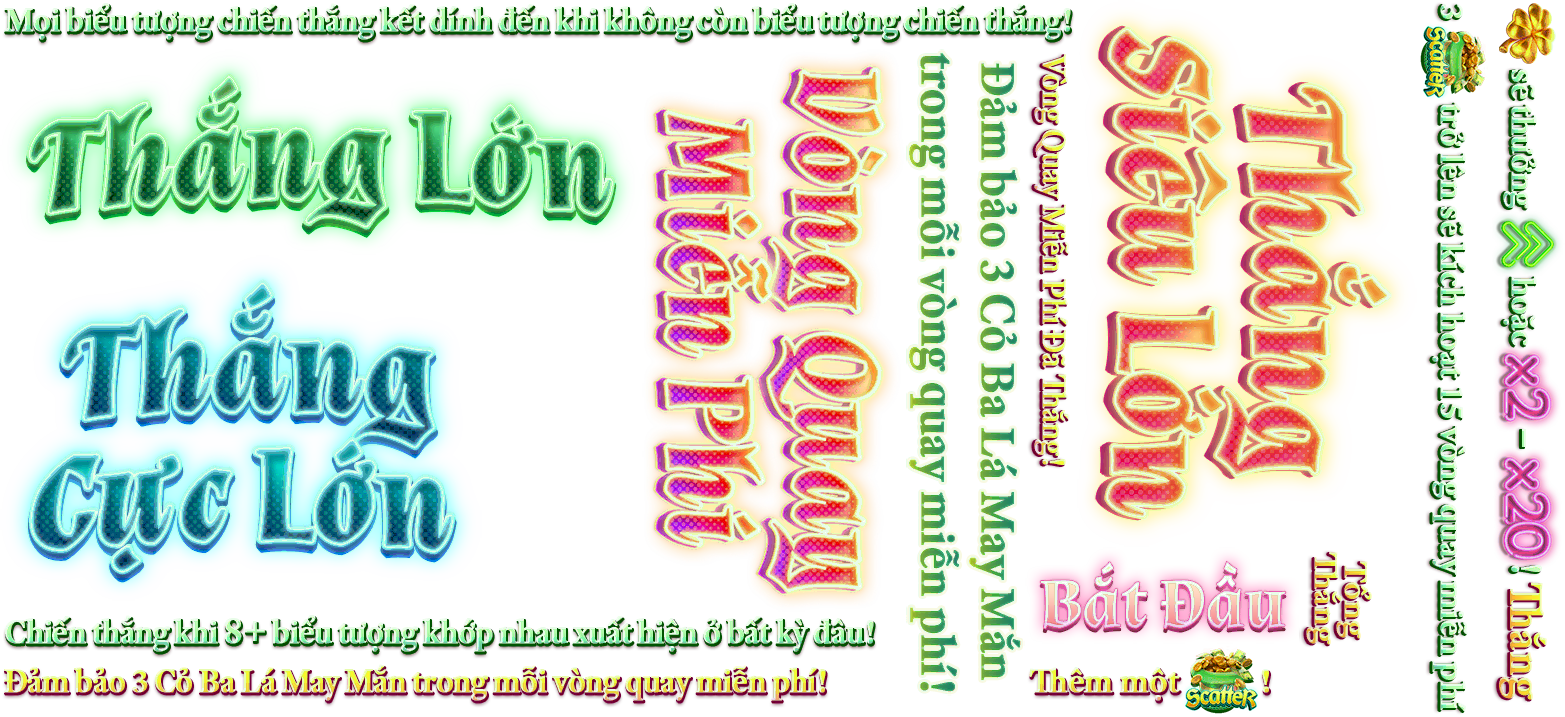 Mọi biểu tượng chiến thắng kết dính đến khi không còn biểu tượng chiến thắng!
Thắng Lớn
Thắng
Cực Lớn
Vòng Quay
Miễn Phí
Đảm bảo 3 Cỏ Ba Lá May Mắn
trong mỗi vòng quay miễn phí!
Vòng Quay Miễn Phí Đã Thắng!
Thắng
Siêu Lớn
3 Scatter trở lên sẽ kích hoạt 15 vòng quay miễn phí
sẽ thưởng hoặc x2 – x20!
Thắng
Bắt Đầu
Tổng
Thắng
Chiến thắng khi 8+ biểu tượng khớp nhau xuất hiện ở bất kỳ đâu!
Đảm bảo 3 Cỏ Ba Lá May Mắn trong mỗi vòng quay miễn phí!
Thêm một Scatter !